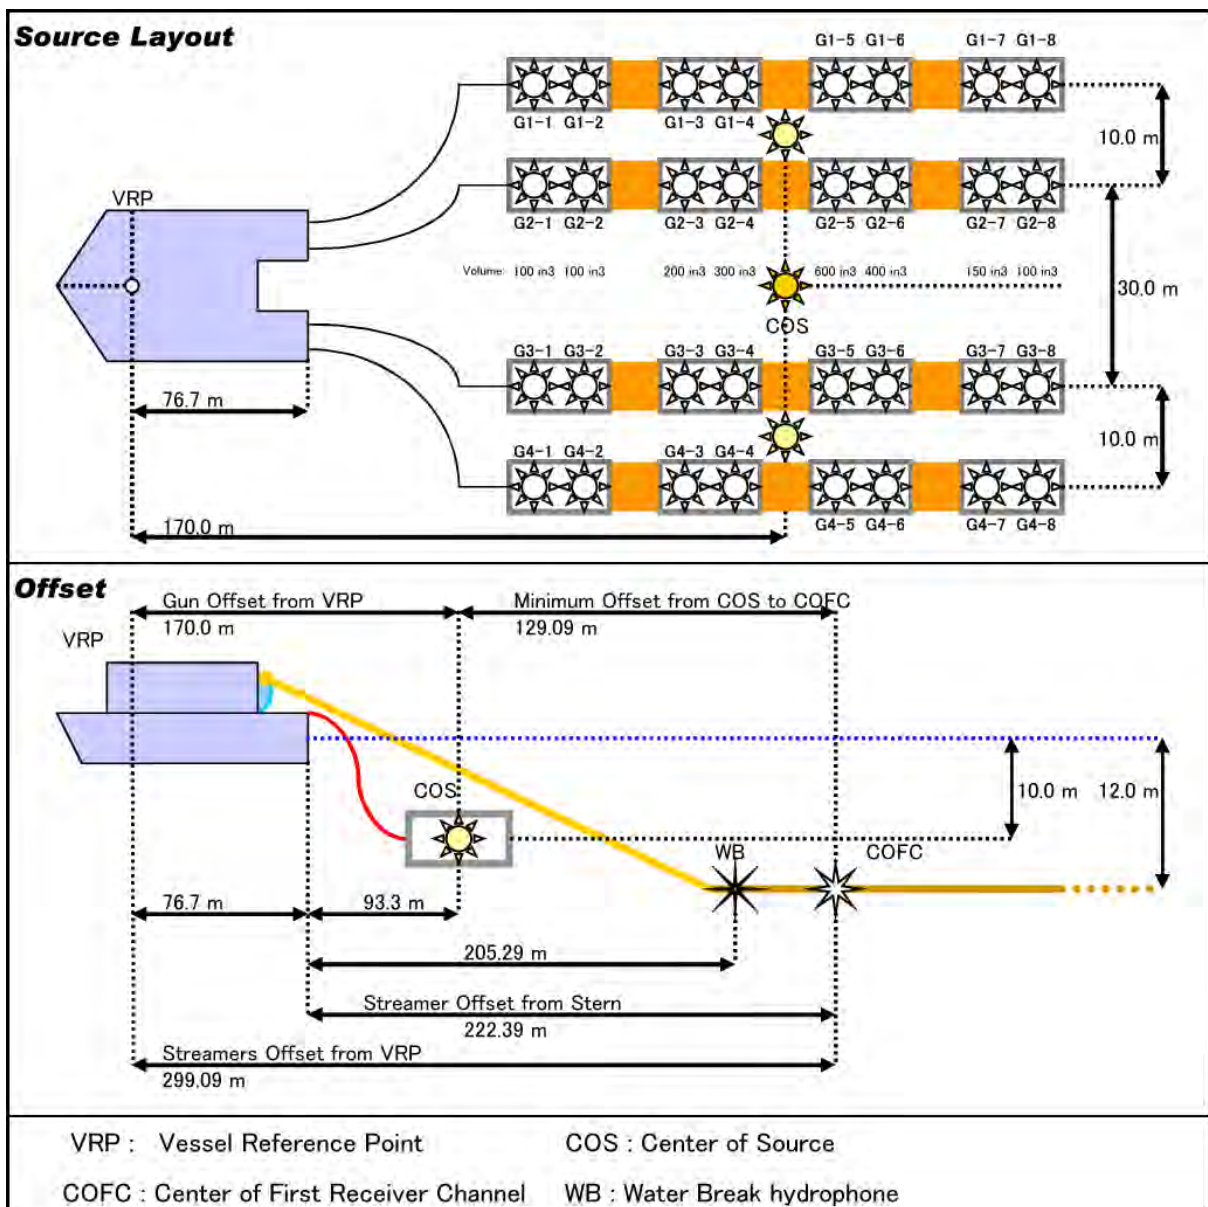 Source Layout
G1-5 G1-6 G1-7 G1-8
G1-1 G1-2 G1-3 G1-4
10.0 m
VRP
G2-1 G2-2 G2-3 G2-4 G2-5 G2-6 G2-7 G2-8
Volume: 100 in3 100 in3 200 in3 300 in3 600 in3 400 in3 150 in3 100 in3
30.0 m
COS
G3-1 G3-2 G3-3 G3-4 G3-5 G3-6 G3-7 G3-8
76.7 m
10.0 m
G4-1 G4-2 G4-3 G4-4
170.0 m
G4-5 G4-6 G4-7 G4-8
Offset
Gun Offset from VRP
170.0 m
Minimum Offset from COS to COFC
129.09 m
VRP
COS
10.0 m
12.0 m
WB
COFC
76.7 m
93.3 m
205.29 m
Streamer Offset from Stern
222.39 m
Streamers Offset from VRP
299.09 m
VRP : Vessel Reference Point
COS : Center of Source
COFC : Center of First Receiver Channel
WB : Water Break hydrophone